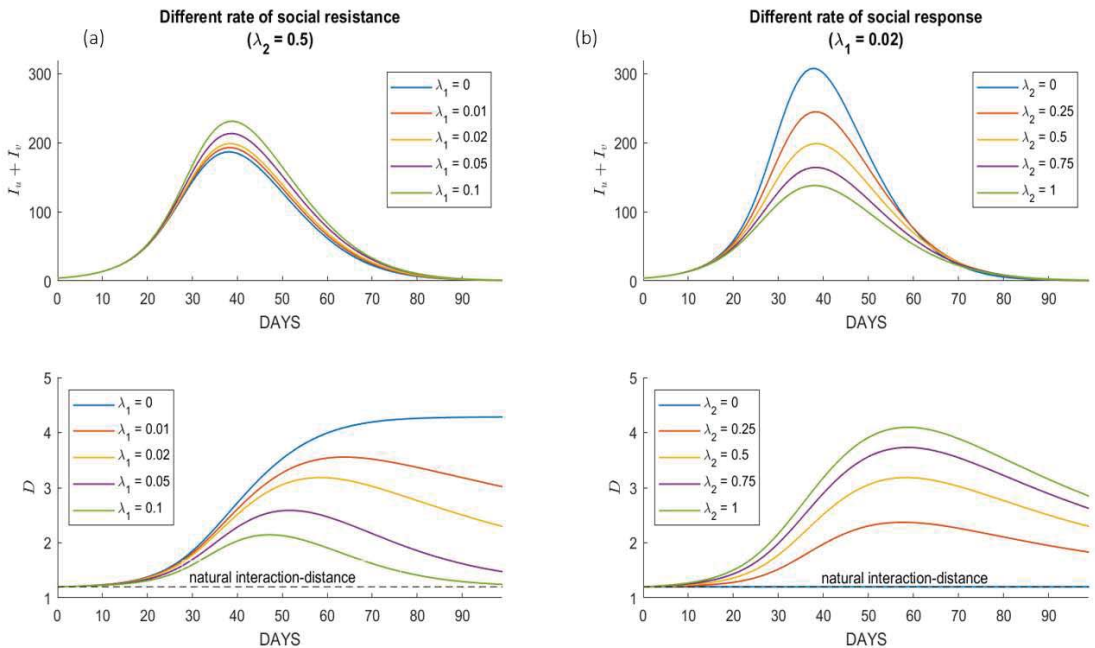 (a)
Different rate of social resistance
(λ2 = 0.5)
300
200
100
0
Iu + Iv
λ1 = 0
λ1 = 0.01
λ1 = 0.02
λ1 = 0.05
λ1 = 0.1
0 10 20 30 40 50 60 70 80 90
DAYS
(b)
Different rate of social response
(λ1 = 0.02)
300
200
100
0
Iu + Iv
λ2 = 0
λ2 = 0.25
λ2 = 0.5
λ2 = 0.75
λ2 = 1
0 10 20 30 40 50 60 70 80 90
DAYS
5
4
3
2
1
D
λ1 = 0
λ1 = 0.01
λ1 = 0.02
λ1 = 0.05
λ1 = 0.1
natural interaction-distance
0 10 20 30 40 50 60 70 80 90
DAYS
5
4
3
2
1
D
λ2 = 0
λ2 = 0.25
λ2 = 0.5
λ2 = 0.75
λ2 = 1
natural interaction-distance
0 10 20 30 40 50 60 70 80 90
DAYS